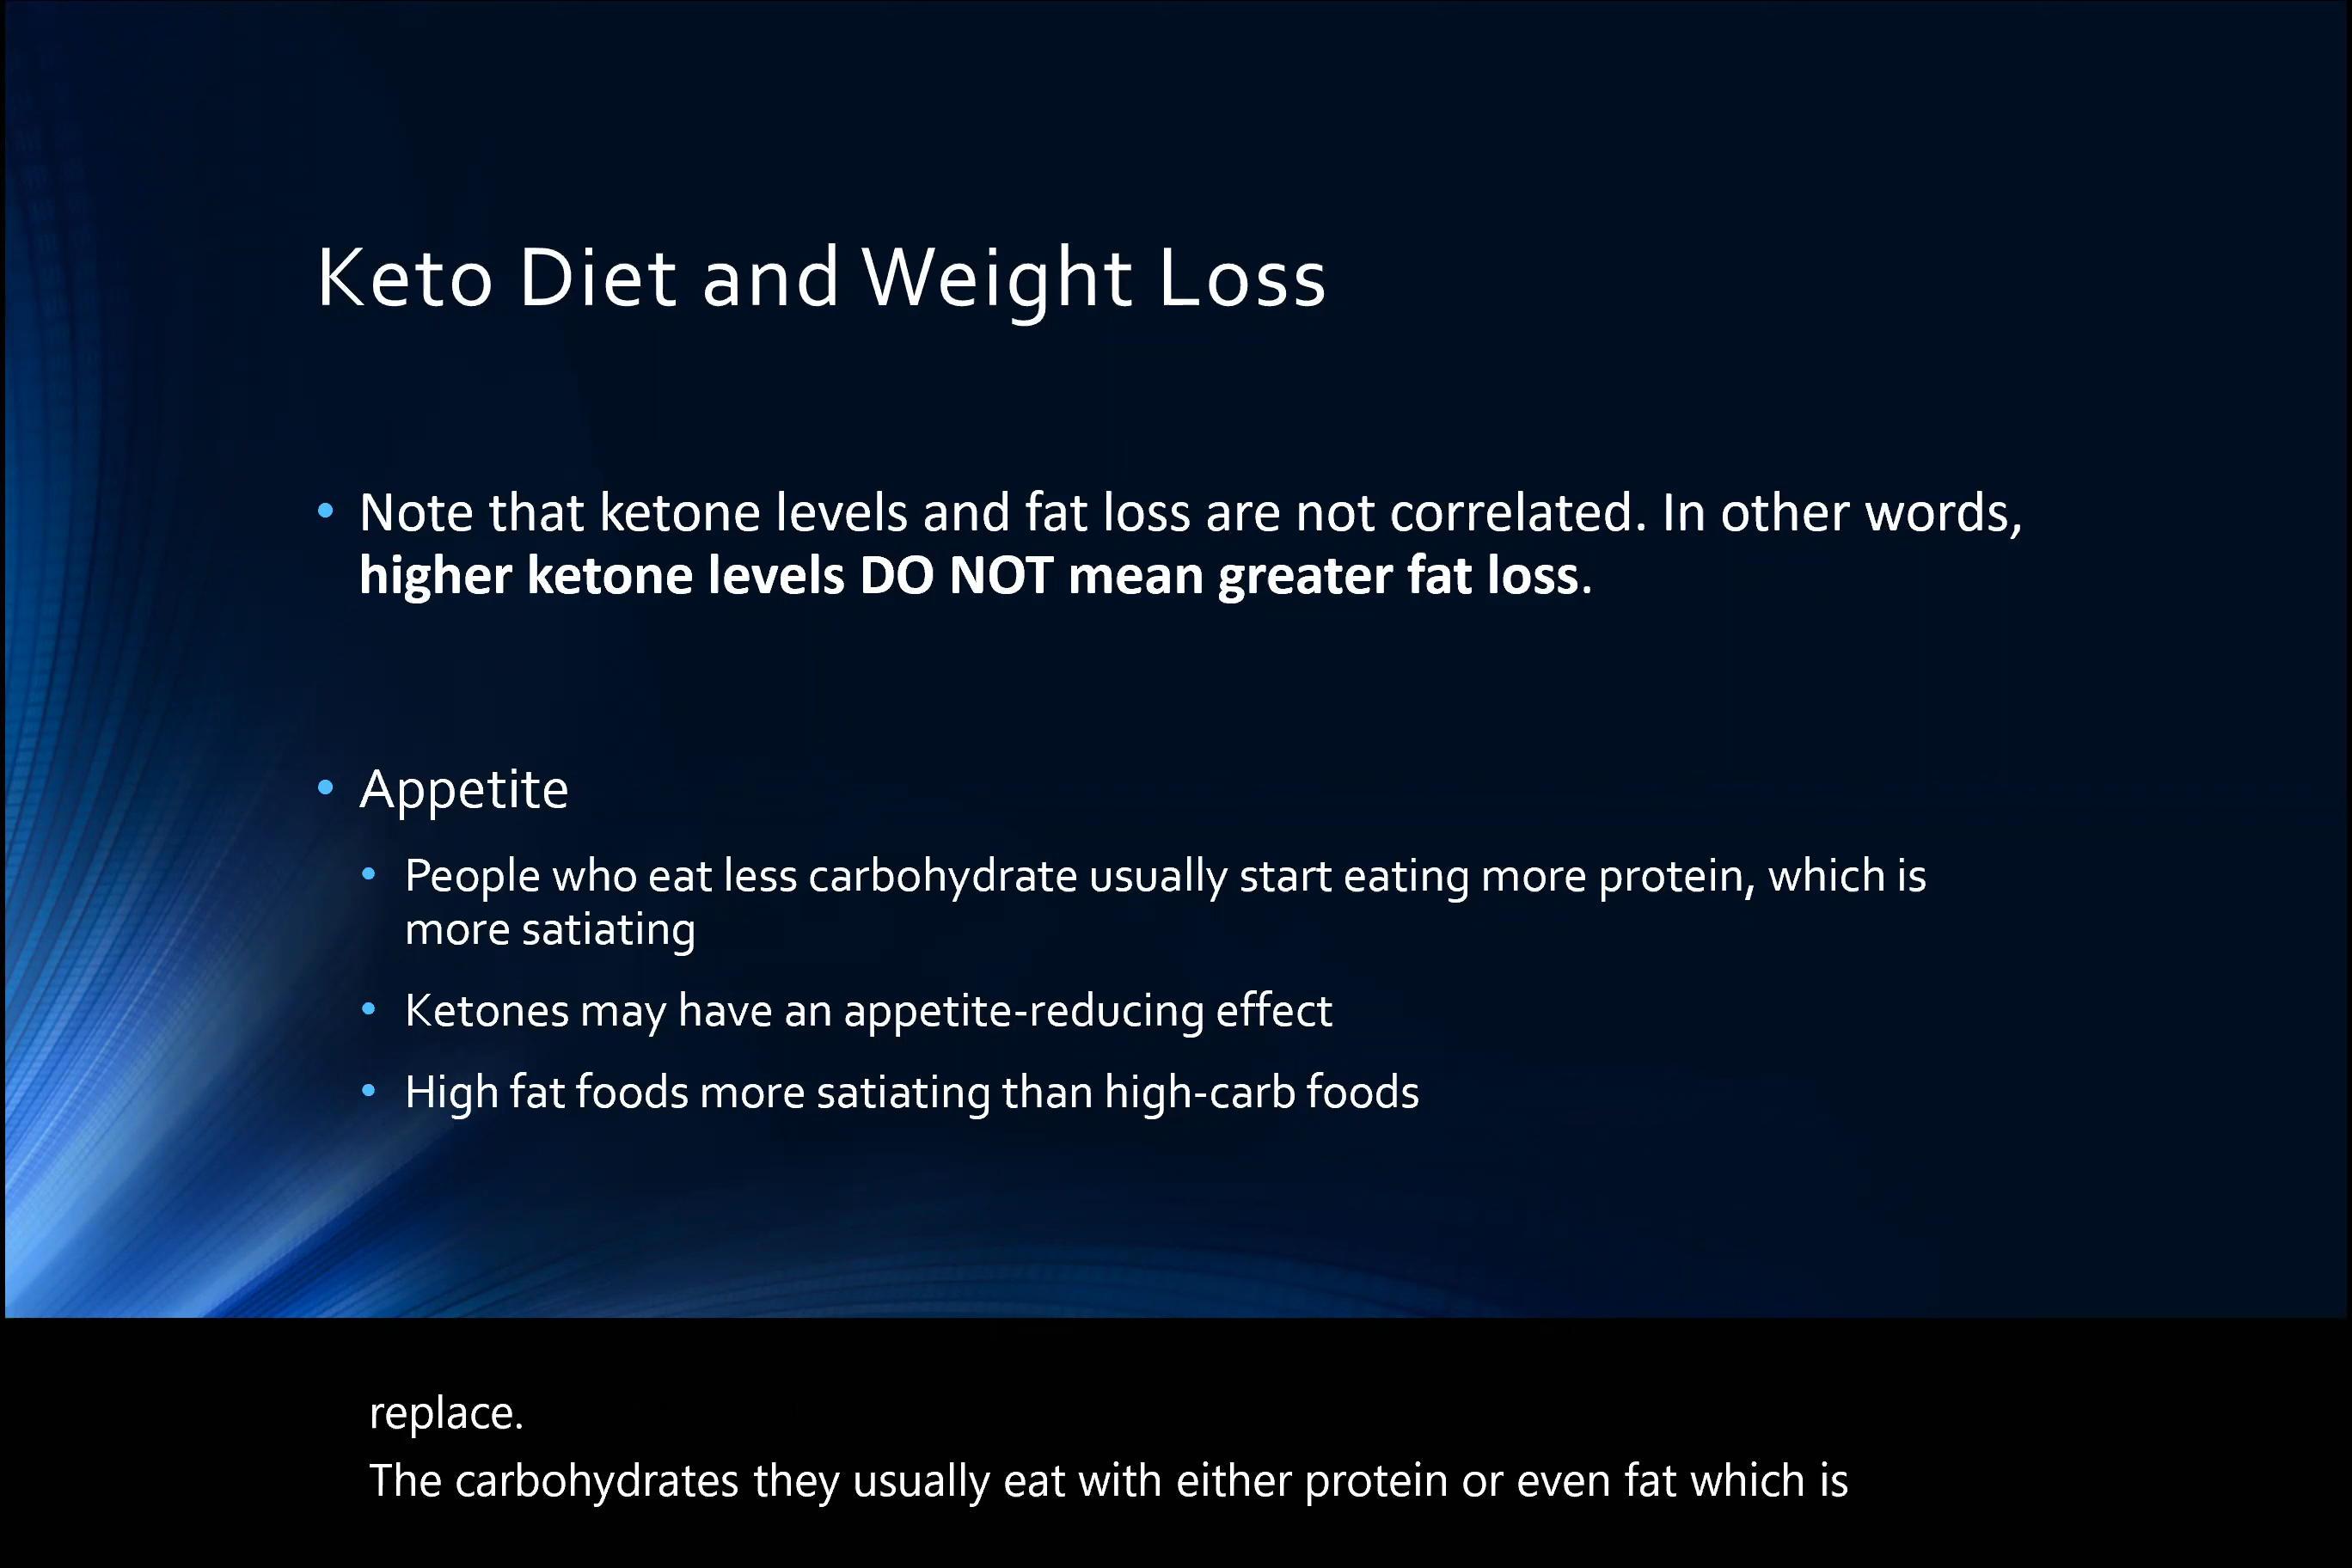 Keto Diet and Weight Loss
• Note that ketone levels and fat loss are not correlated. In other words,
higher ketone levels DO NOT mean greater fat loss.
• Appetite
• People who eat less carbohydrate usually start eating more protein, which is
more satiating
• Ketones may have an appetite-reducing effect
• High fat foods more satiating than high-carb foods
replace.
The carbohydrates they usually eat with either protein or even fat which is